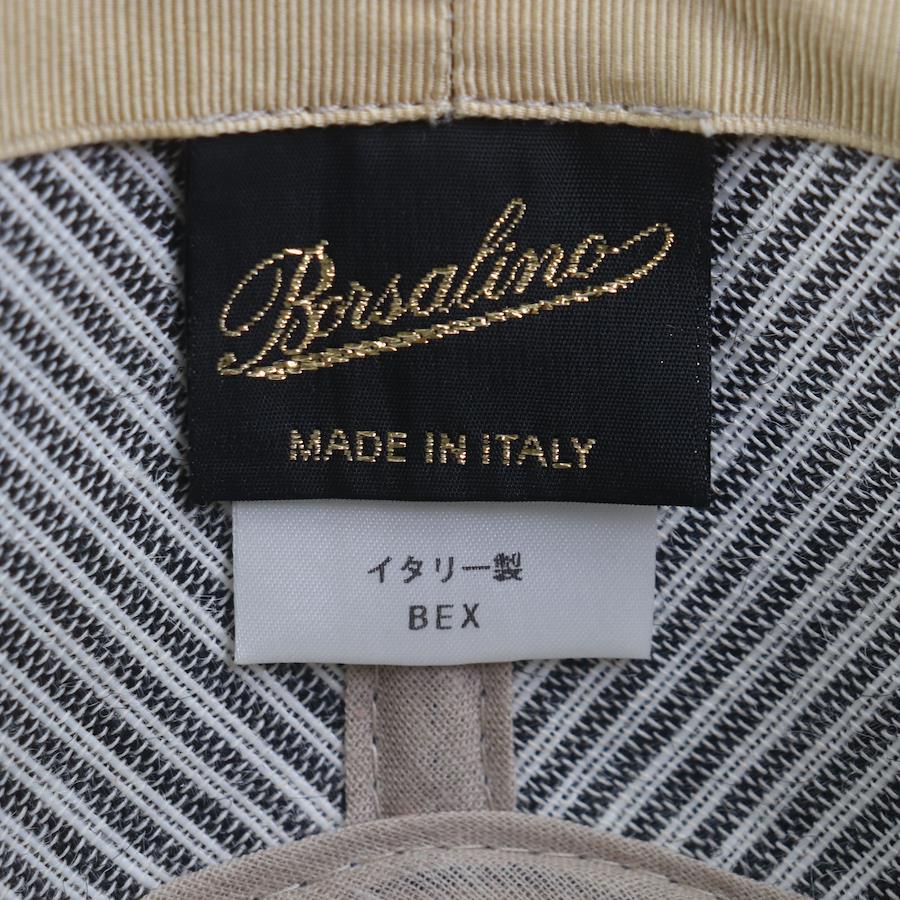 Borsalino
MADE IN ITALY
イタリー製
BEX